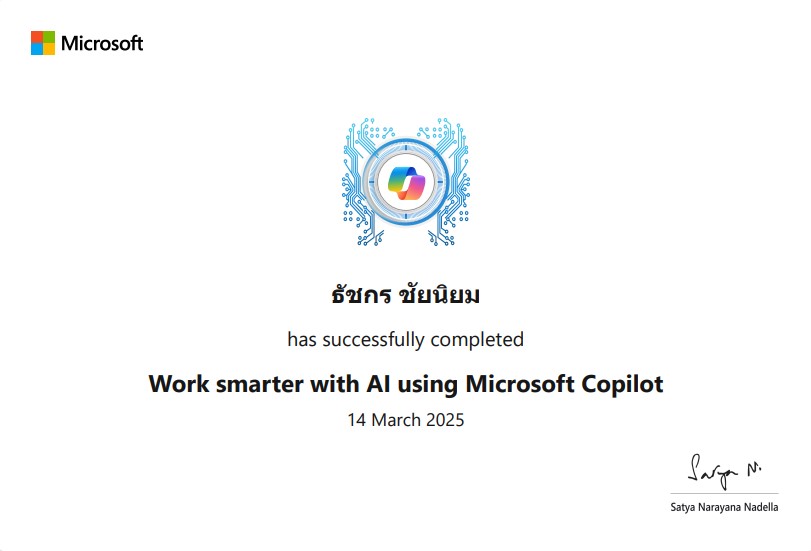 Microsoft
ธัชกร ชัยนิยม
has successfully completed
Work smarter with AI using Microsoft Copilot
14 March 2025
Satya N.
Satya Narayana Nadella